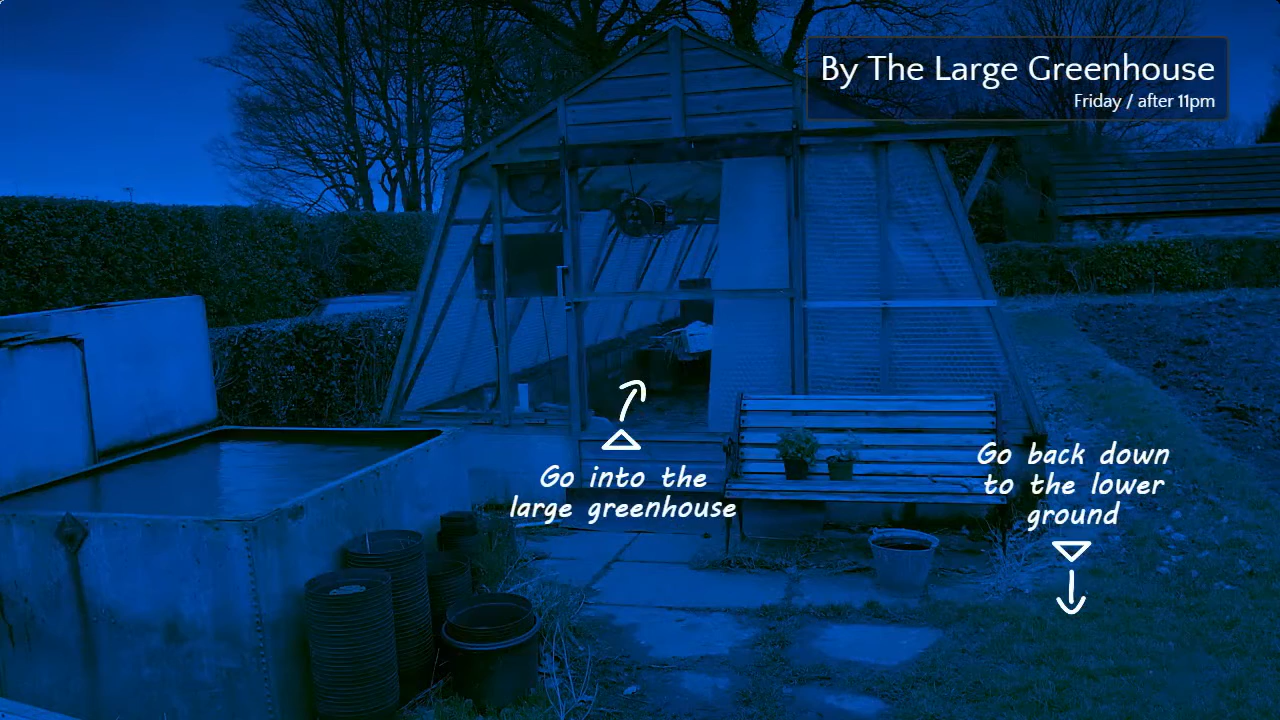 By The Large Greenhouse
Friday / after 11pm
Go into the
large greenhouse
Go back down
to the lower
ground